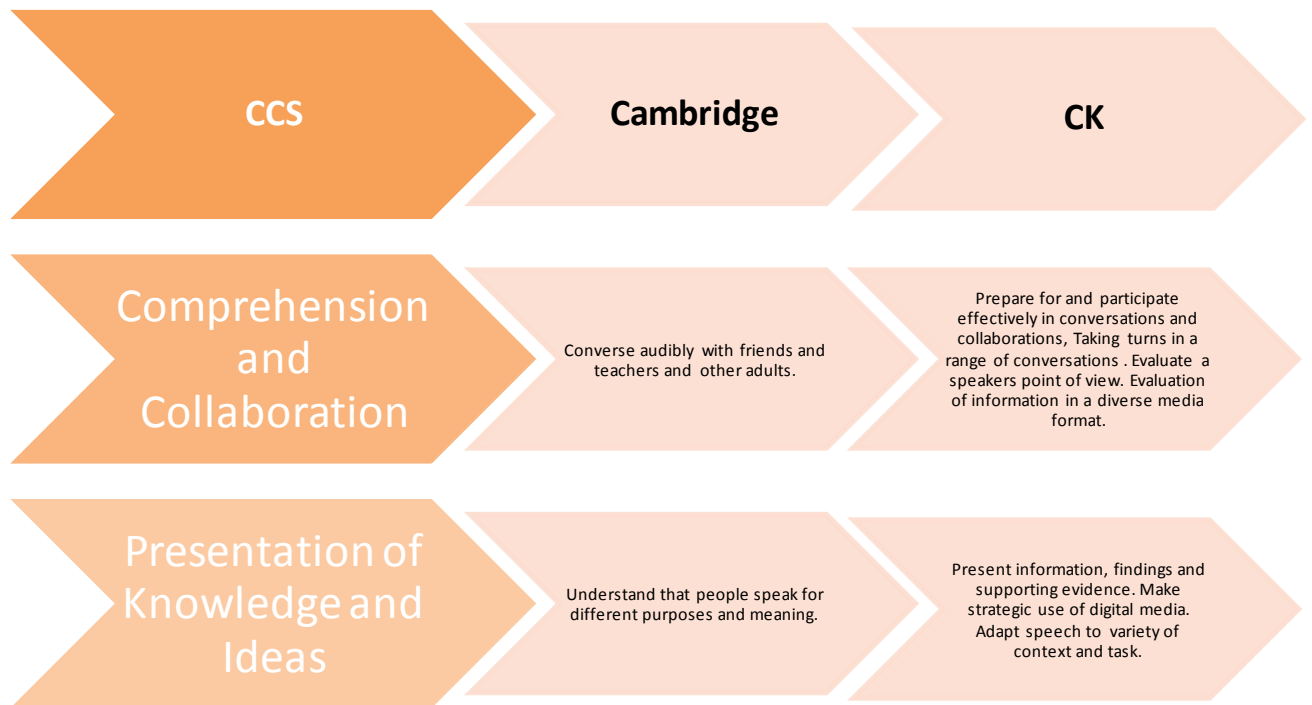 CCS
Cambridge
CK
Comprehension
and
Collaboration
Converse audibly with friends and
teachers and other adults.
Prepare for and participate
effectively in conversations and
collaborations, Taking turns in a
range of conversations . Evaluate a
speakers point of view. Evaluation
of information in a diverse media
format.
Presentation of
Knowledge and
Ideas
Understand that people speak for
different purposes and meaning.
Present information, findings and
supporting evidence. Make
strategic use of digital media.
Adapt speech to variety of
context and task.